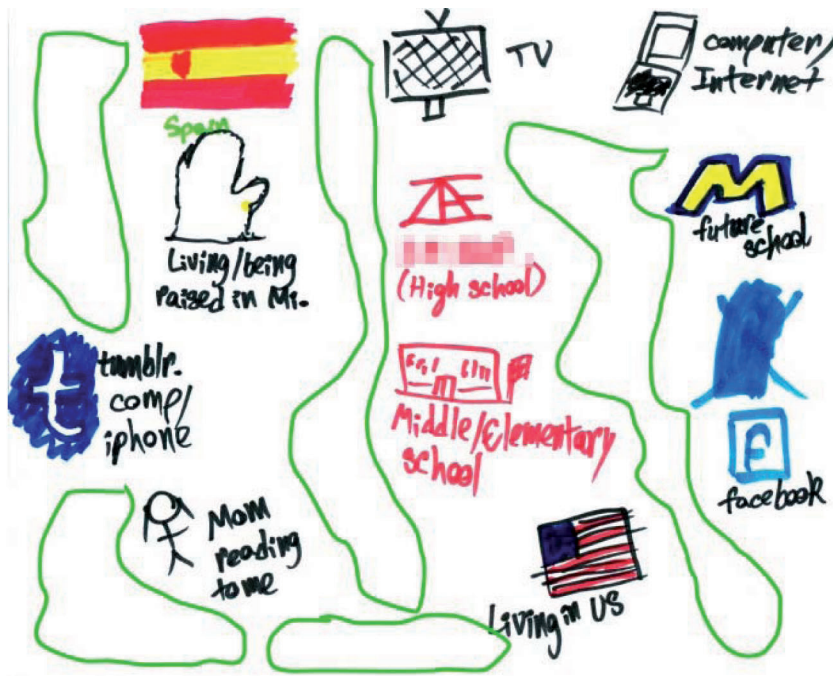 TV
computer/
Internet
Spain
Living/being
raised in Mi.
(High school)
M
future
school
t
tumblr.
comp/
iphone
Middle/Elementary
school
f
facebook
Mom
reading
to me
Living in US